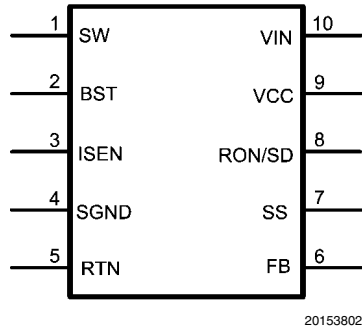 1 SW VIN 10
2 BST VCC 9
3 ISEN RON/SD 8
4 SGND SS 7
5 RTN FB 6
20153802